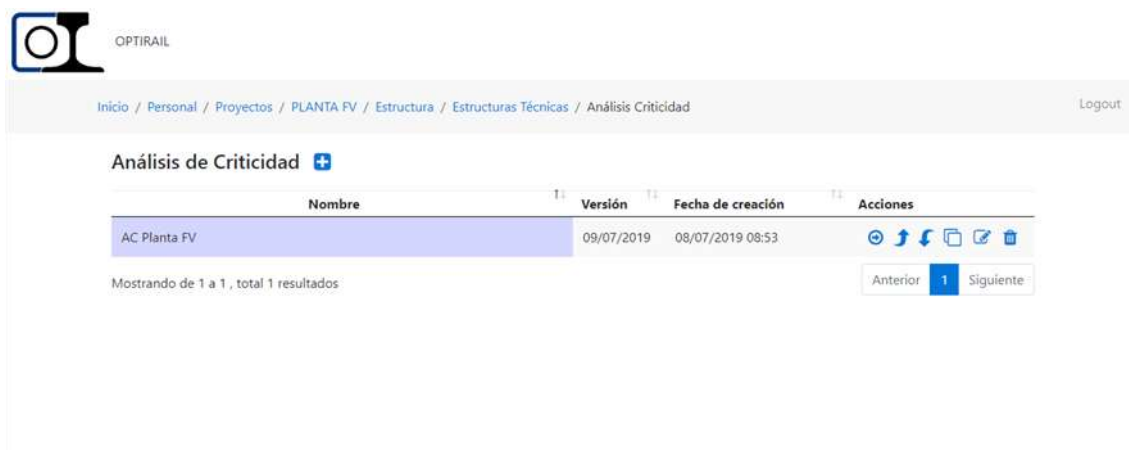 OI OPTIRAIL
Inicio / Personal / Proyectos / PLANTA FV / Estructura / Estructuras Técnicas / Análisis Criticidad Logout
Análisis de Criticidad
Nombre Versión Fecha de creación Acciones
AC Planta FV 09/07/2019 08/07/2019 08:53
Mostrando de 1 a 1 , total 1 resultados Anterior 1 Siguiente